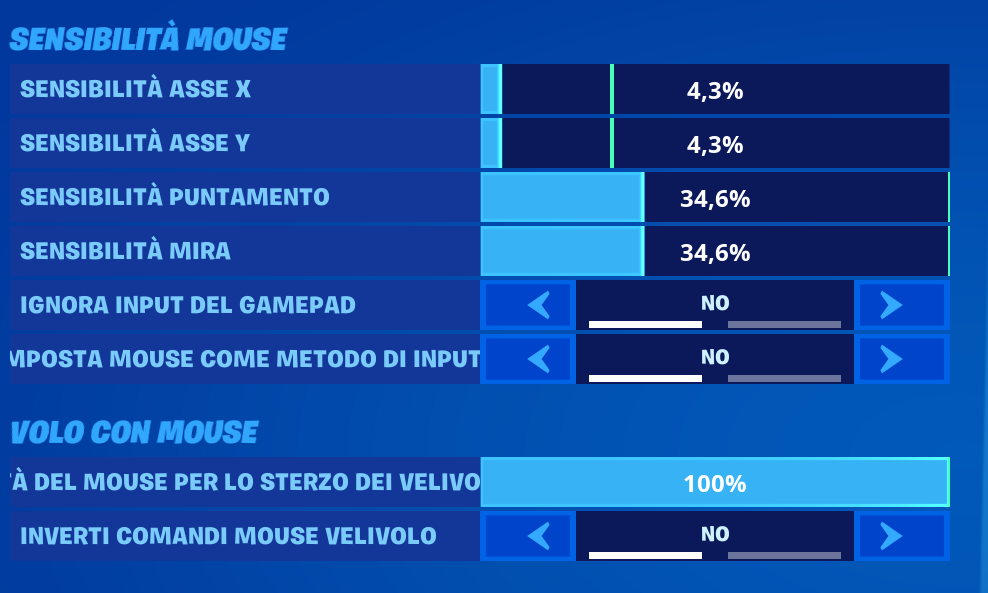 SENSIBILITÀ MOUSE
SENSIBILITÀ ASSE X 4,3%
SENSIBILITÀ ASSE Y 4,3%
SENSIBILITÀ PUNTAMENTO 34,6%
SENSIBILITÀ MIRA 34,6%
IGNORA INPUT DEL GAMEPAD NO
MPOSTA MOUSE COME METODO DI INPUT NO
VOLO CON MOUSE
TÀ DEL MOUSE PER LO STERZO DEI VELIVO 100%
INVERTI COMANDI MOUSE VELIVOLO NO